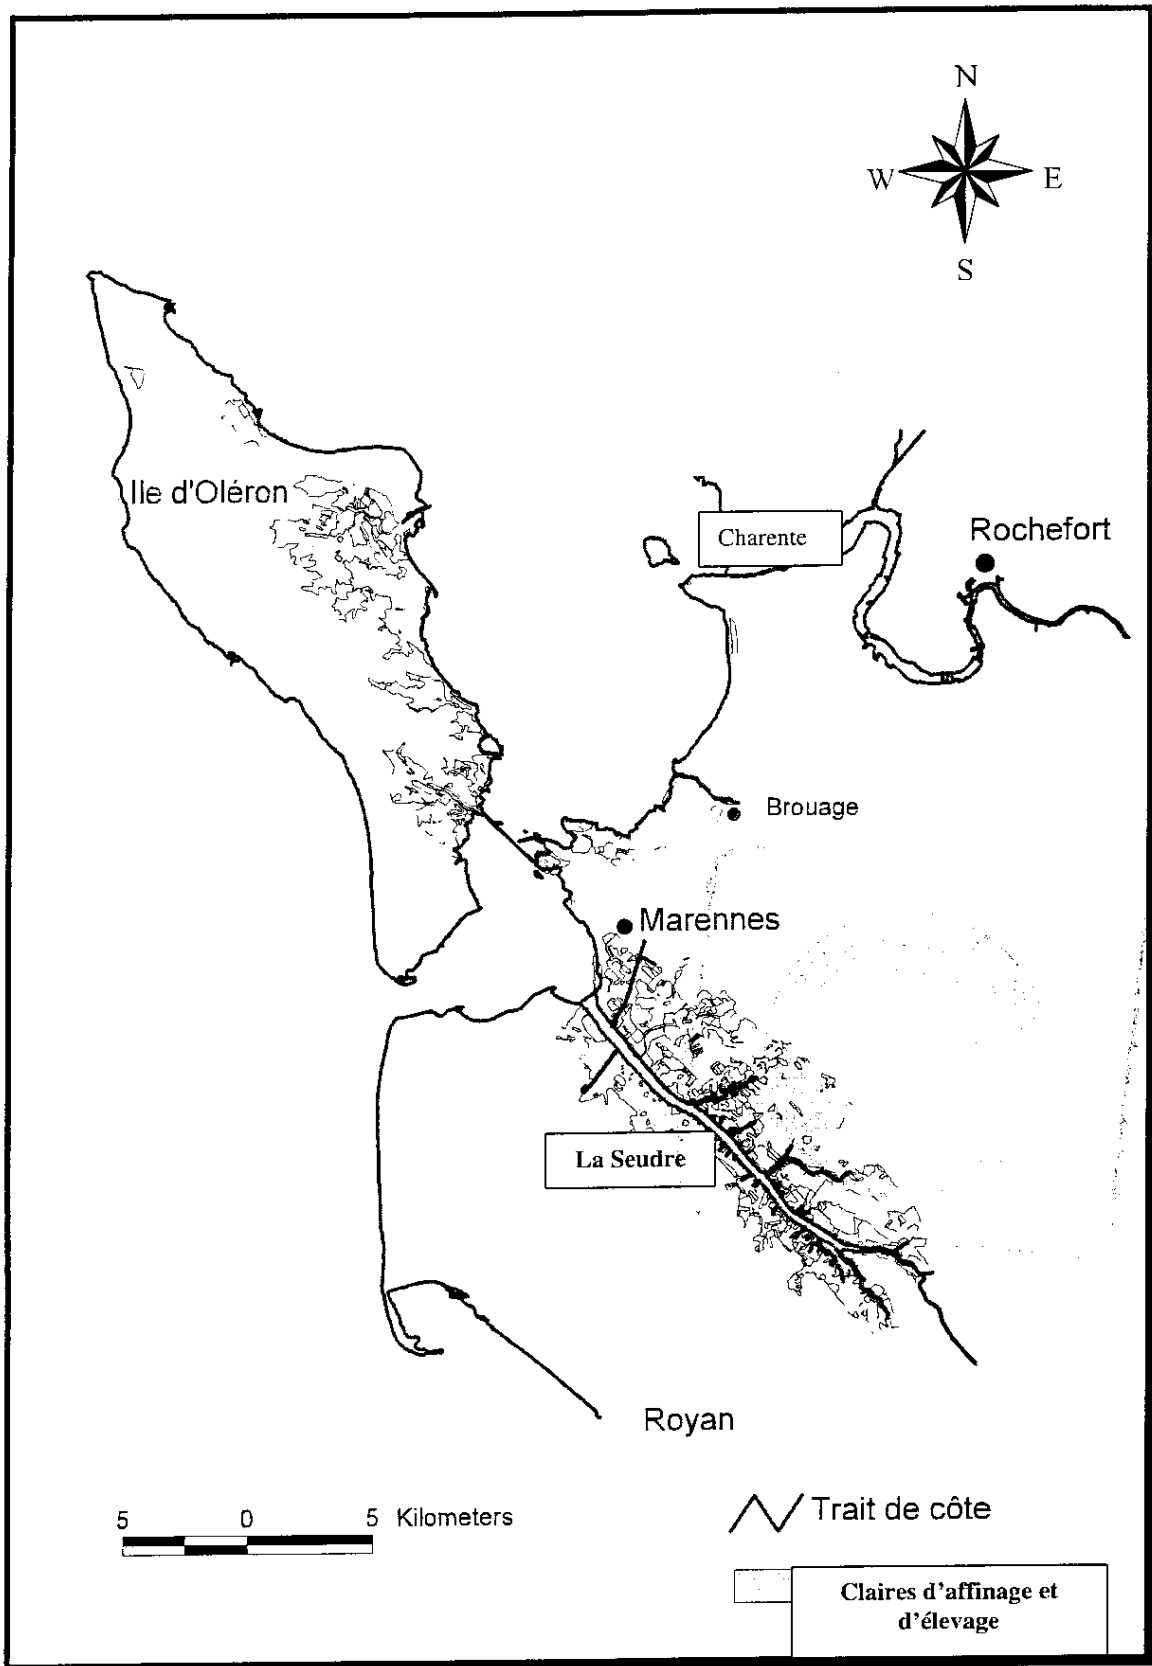 N
W
E
S
Ile d'Oléron
Charente
Rochefort
Brouage
Marennes
La Seudre
Royan
5 0 5 Kilometers
Trait de côte
Claires d'affinage et
d'élevage